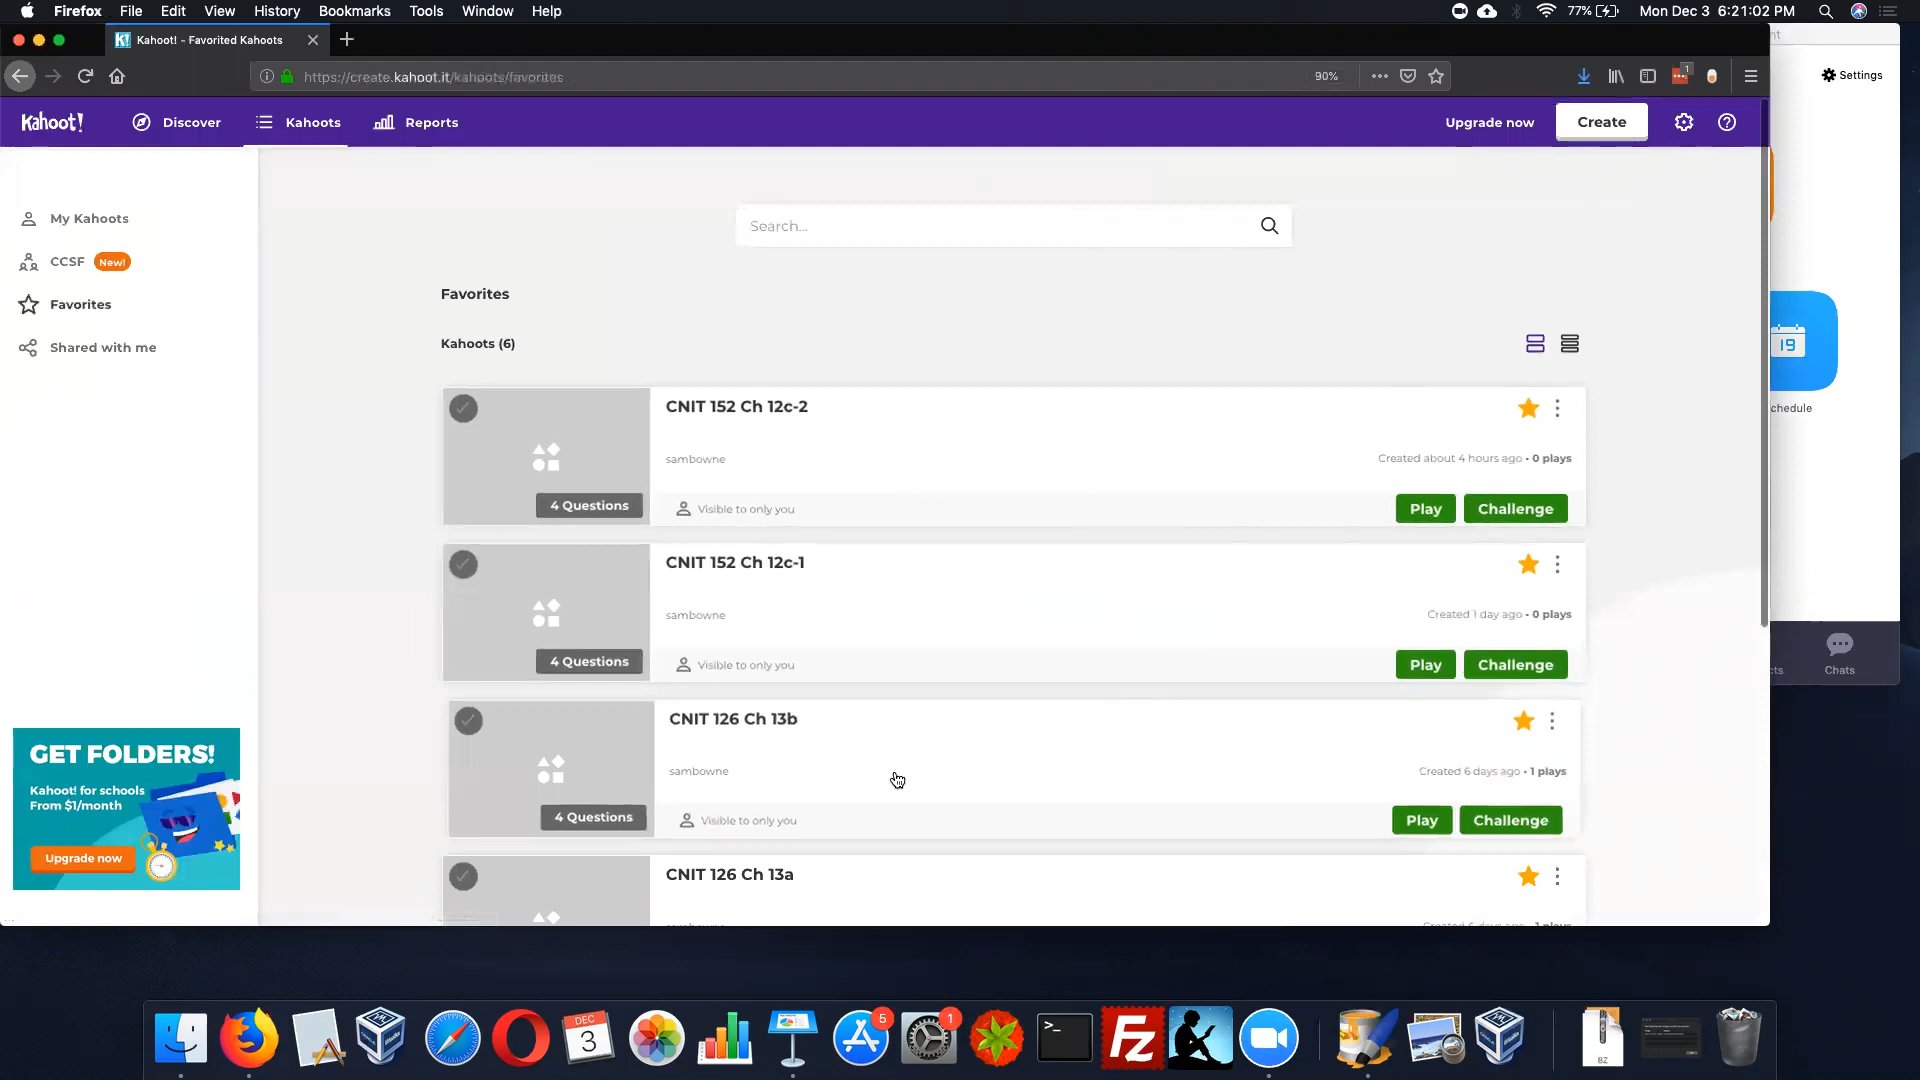 Firefox File Edit View History Bookmarks Tools Window Help 77% Mon Dec 3 6:21:02 PM
Kahoot! - Favorited Kahoots
https://create.kahoot.it/kahoots/favorites 90% 1
Settings
Kahoot! Discover Kahoots Reports Upgrade now Create
My Kahoots
CCSF New!
Favorites
Shared with me
Search...
Favorites
Kahoots (6)
19
chedule
CNIT 152 Ch 12c-2
sambowne Created about 4 hours ago • 0 plays
4 Questions Visible to only you Play Challenge
CNIT 152 Ch 12c-1
sambowne Created 1 day ago • 0 plays
4 Questions Visible to only you Play Challenge
Chats
CNIT 126 Ch 13b
sambowne Created 6 days ago • 1 plays
4 Questions Visible to only you Play Challenge
CNIT 126 Ch 13a
GET FOLDERS!
Kahoot! for schools
From $1/month
Upgrade now
DEC
3
5
1
>_
FZ
BZ